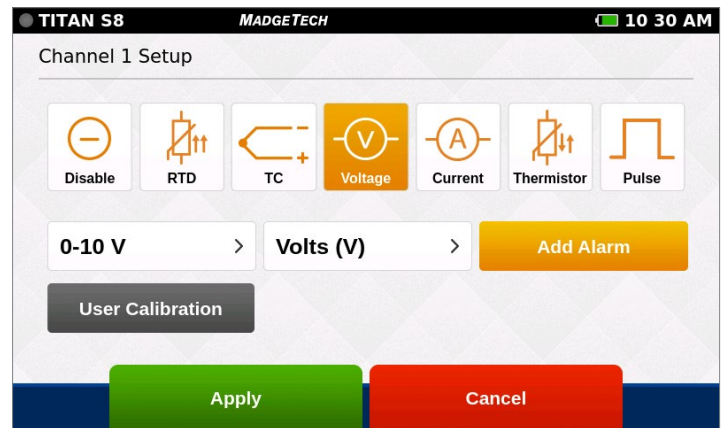 TITAN S8 MADGETECH 10 30 AM
Channel 1 Setup
− − + V A
Disable RTD TC Voltage Current Thermistor Pulse
0-10 V > Volts (V) > Add Alarm
User Calibration
Apply Cancel